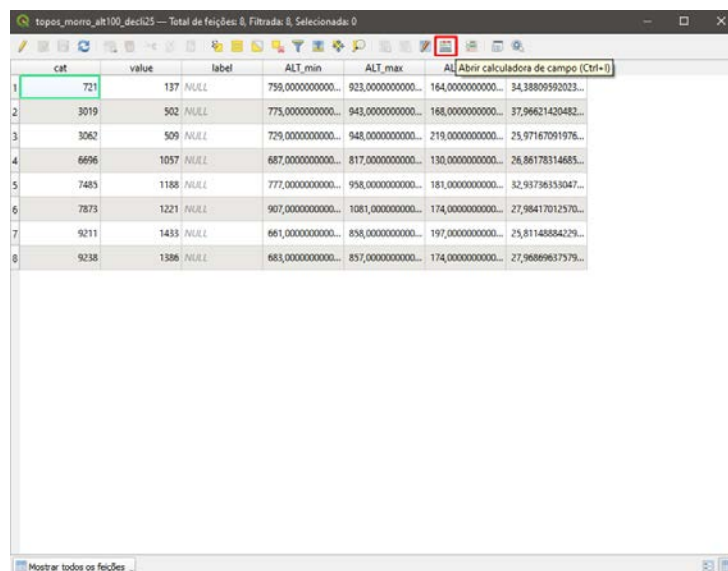 topos_morro_alt100_decli25 — Total de feições: 8, Filtrada: 8, Selecionada: 0
Abrir calculadora de campo (Ctrl+I)
cat value label ALT_min ALT_max
1 721 137 NULL 759,0000000000... 923,0000000000... 164,0000000000... 34,38809592023...
2 3019 502 NULL 775,0000000000... 943,0000000000... 168,0000000000... 37,96621420482...
3 3062 509 NULL 729,0000000000... 948,0000000000... 219,0000000000... 25,97167091976...
4 6696 1057 NULL 687,0000000000... 817,0000000000... 130,0000000000... 26,86178314685...
5 7485 1188 NULL 777,0000000000... 958,0000000000... 181,0000000000... 32,93736353047...
6 7873 1221 NULL 907,0000000000... 1081,000000000... 174,0000000000... 27,98417012570...
7 9211 1433 NULL 661,0000000000... 858,0000000000... 197,0000000000... 25,81148884229...
8 9238 1386 NULL 683,0000000000... 857,0000000000... 174,0000000000... 27,96869637579...
Mostrar todos os feições